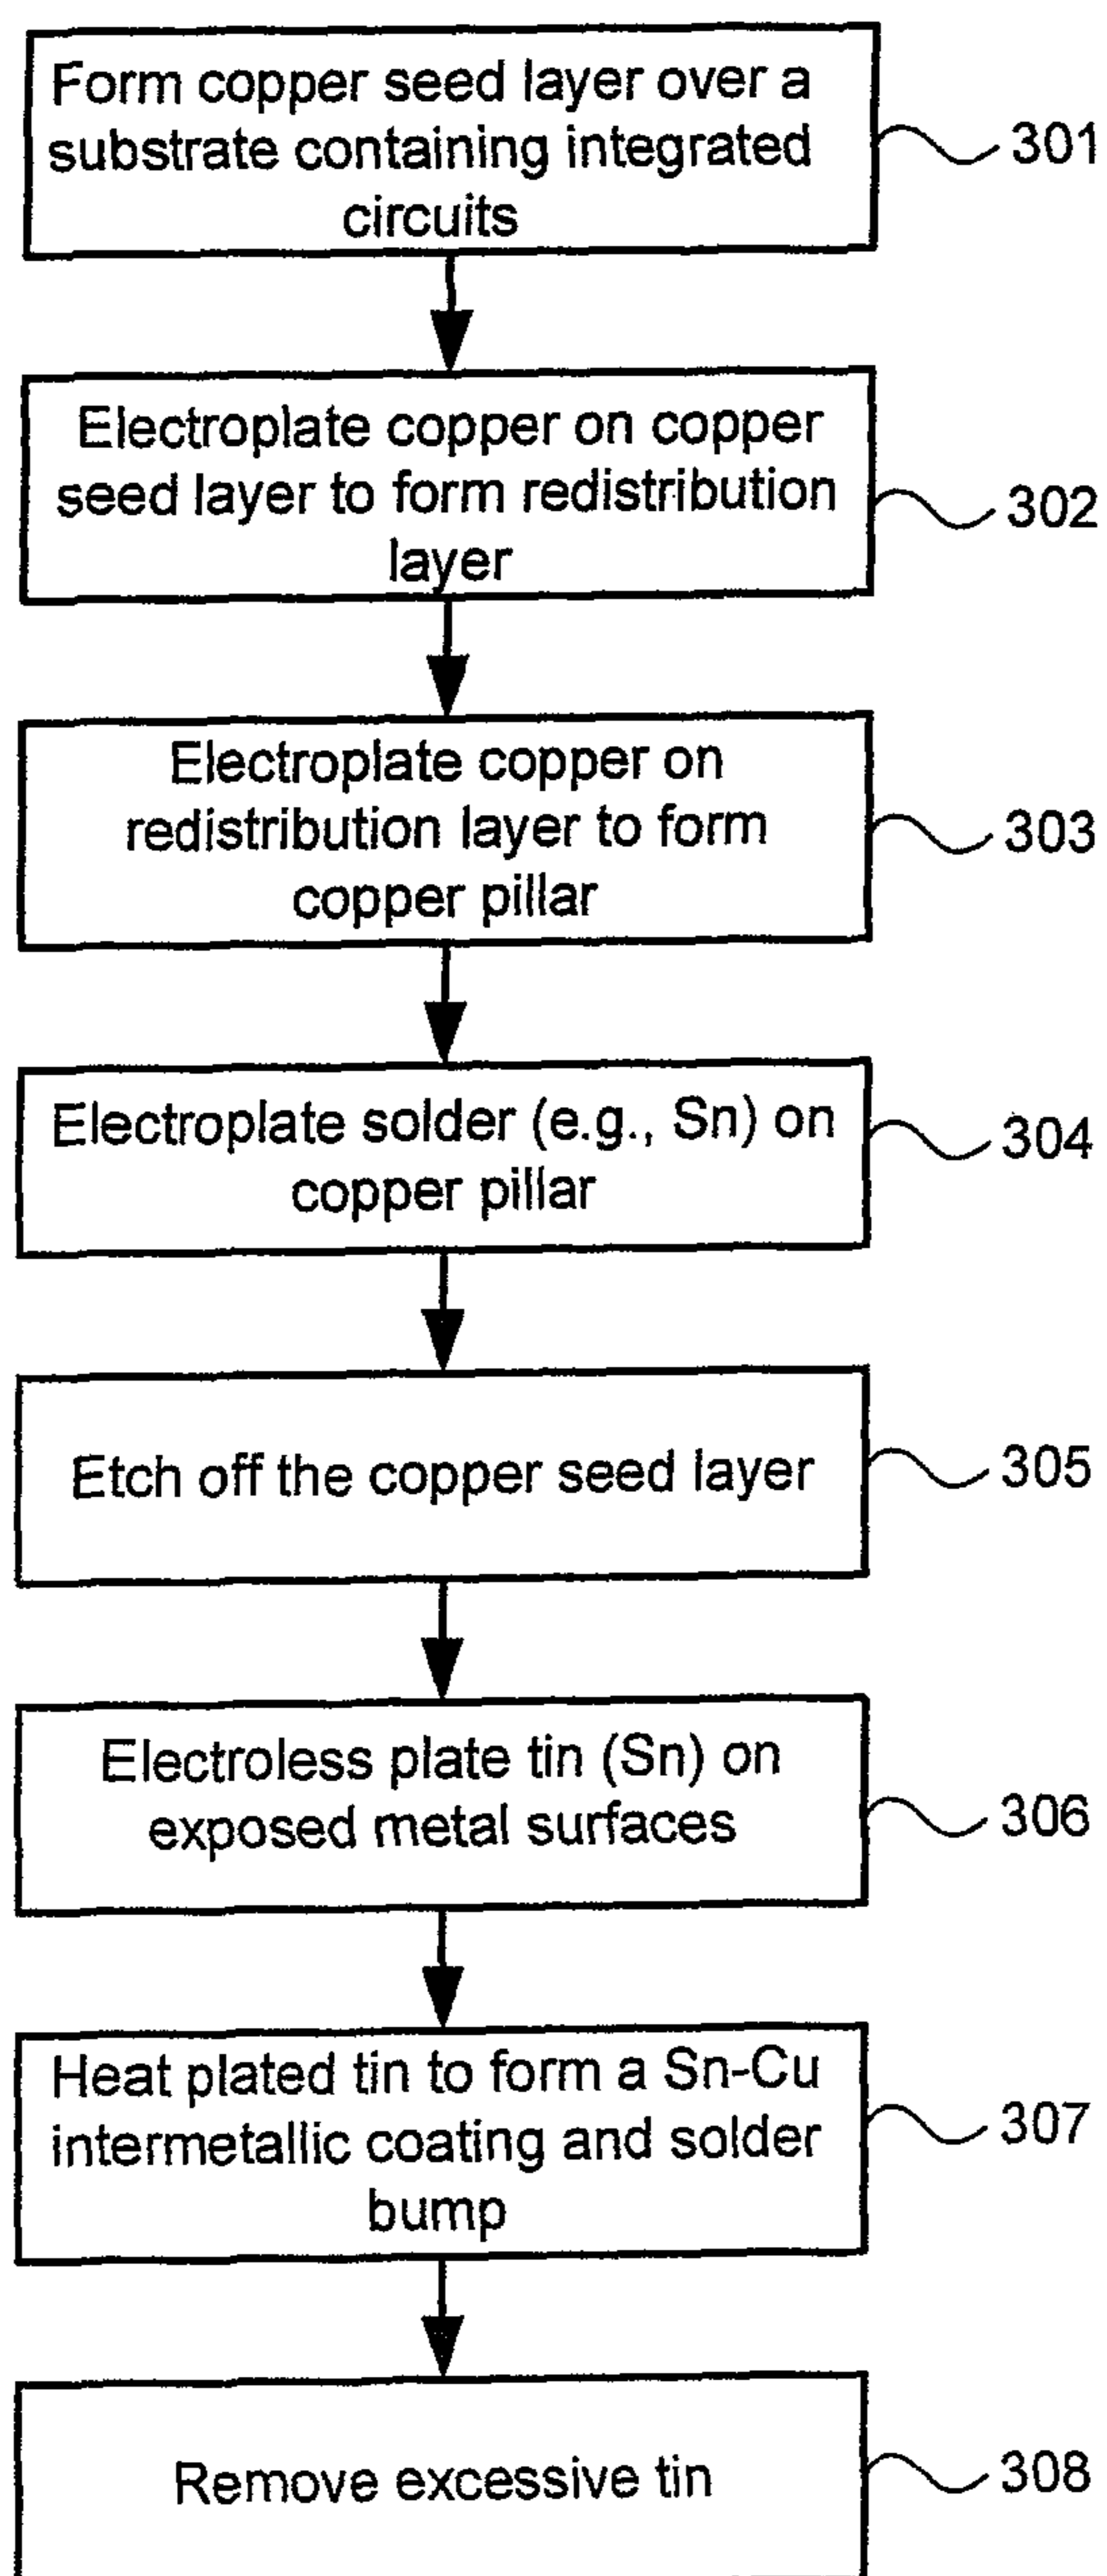 Form copper seed layer over a
substrate containing integrated
circuits
301
Electroplate copper on copper
seed layer to form redistribution
layer
302
Electroplate copper on
redistribution layer to form
copper pillar
303
Electroplate solder (e.g., Sn) on
copper pillar
304
Etch off the copper seed layer
305
Electroless plate tin (Sn) on
exposed metal surfaces
306
Heat plated tin to form a Sn-Cu
intermetallic coating and solder
bump
307
Remove excessive tin
308